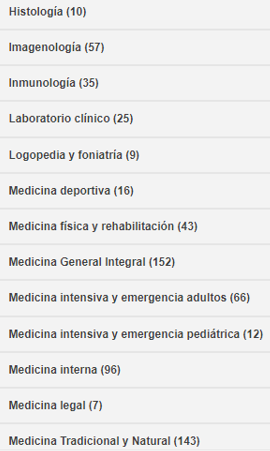 Histología (10)
Imagenología (57)
Inmunología (35)
Laboratorio clínico (25)
Logopedia y foniatría (9)
Medicina deportiva (16)
Medicina física y rehabilitación (43)
Medicina General Integral (152)
Medicina intensiva y emergencia adultos (66)
Medicina intensiva y emergencia pediátrica (12)
Medicina interna (96)
Medicina legal (7)
Medicina Tradicional y Natural (143)